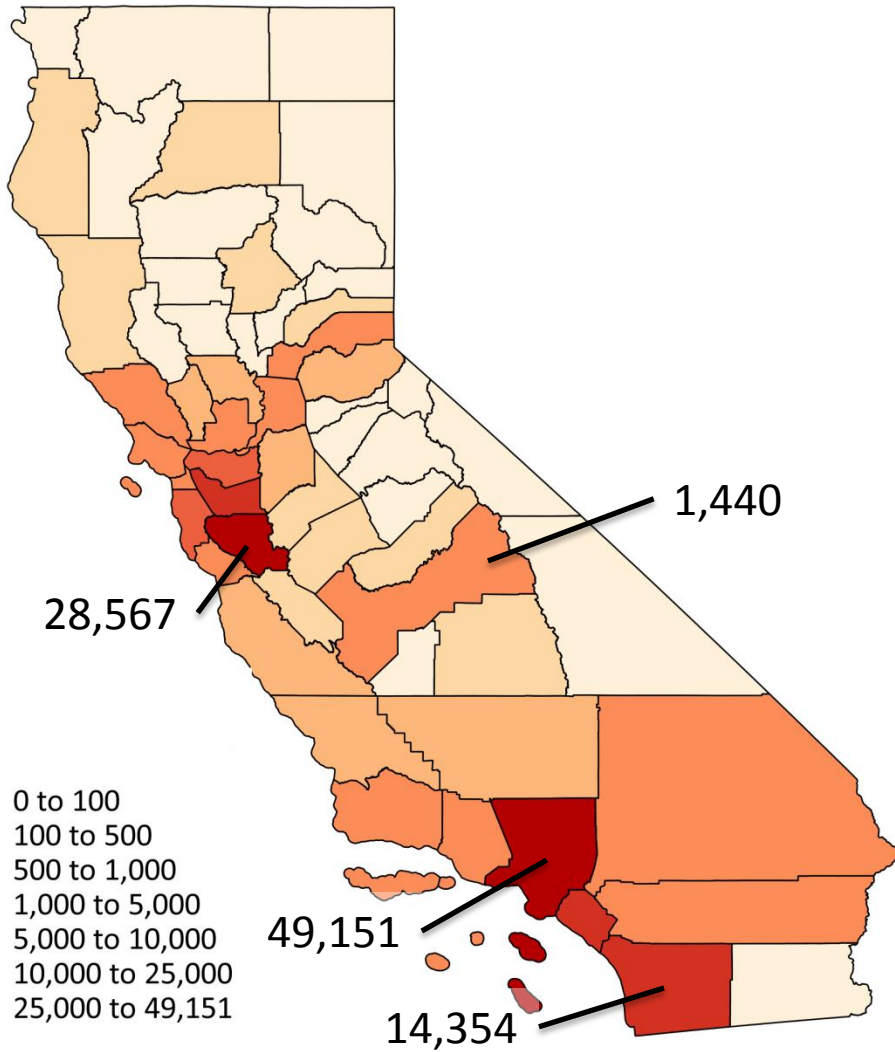 1,440
28,567
0 to 100
100 to 500
500 to 1,000
1,000 to 5,000
5,000 to 10,000
10,000 to 25,000
25,000 to 49,151
49,151
14,354